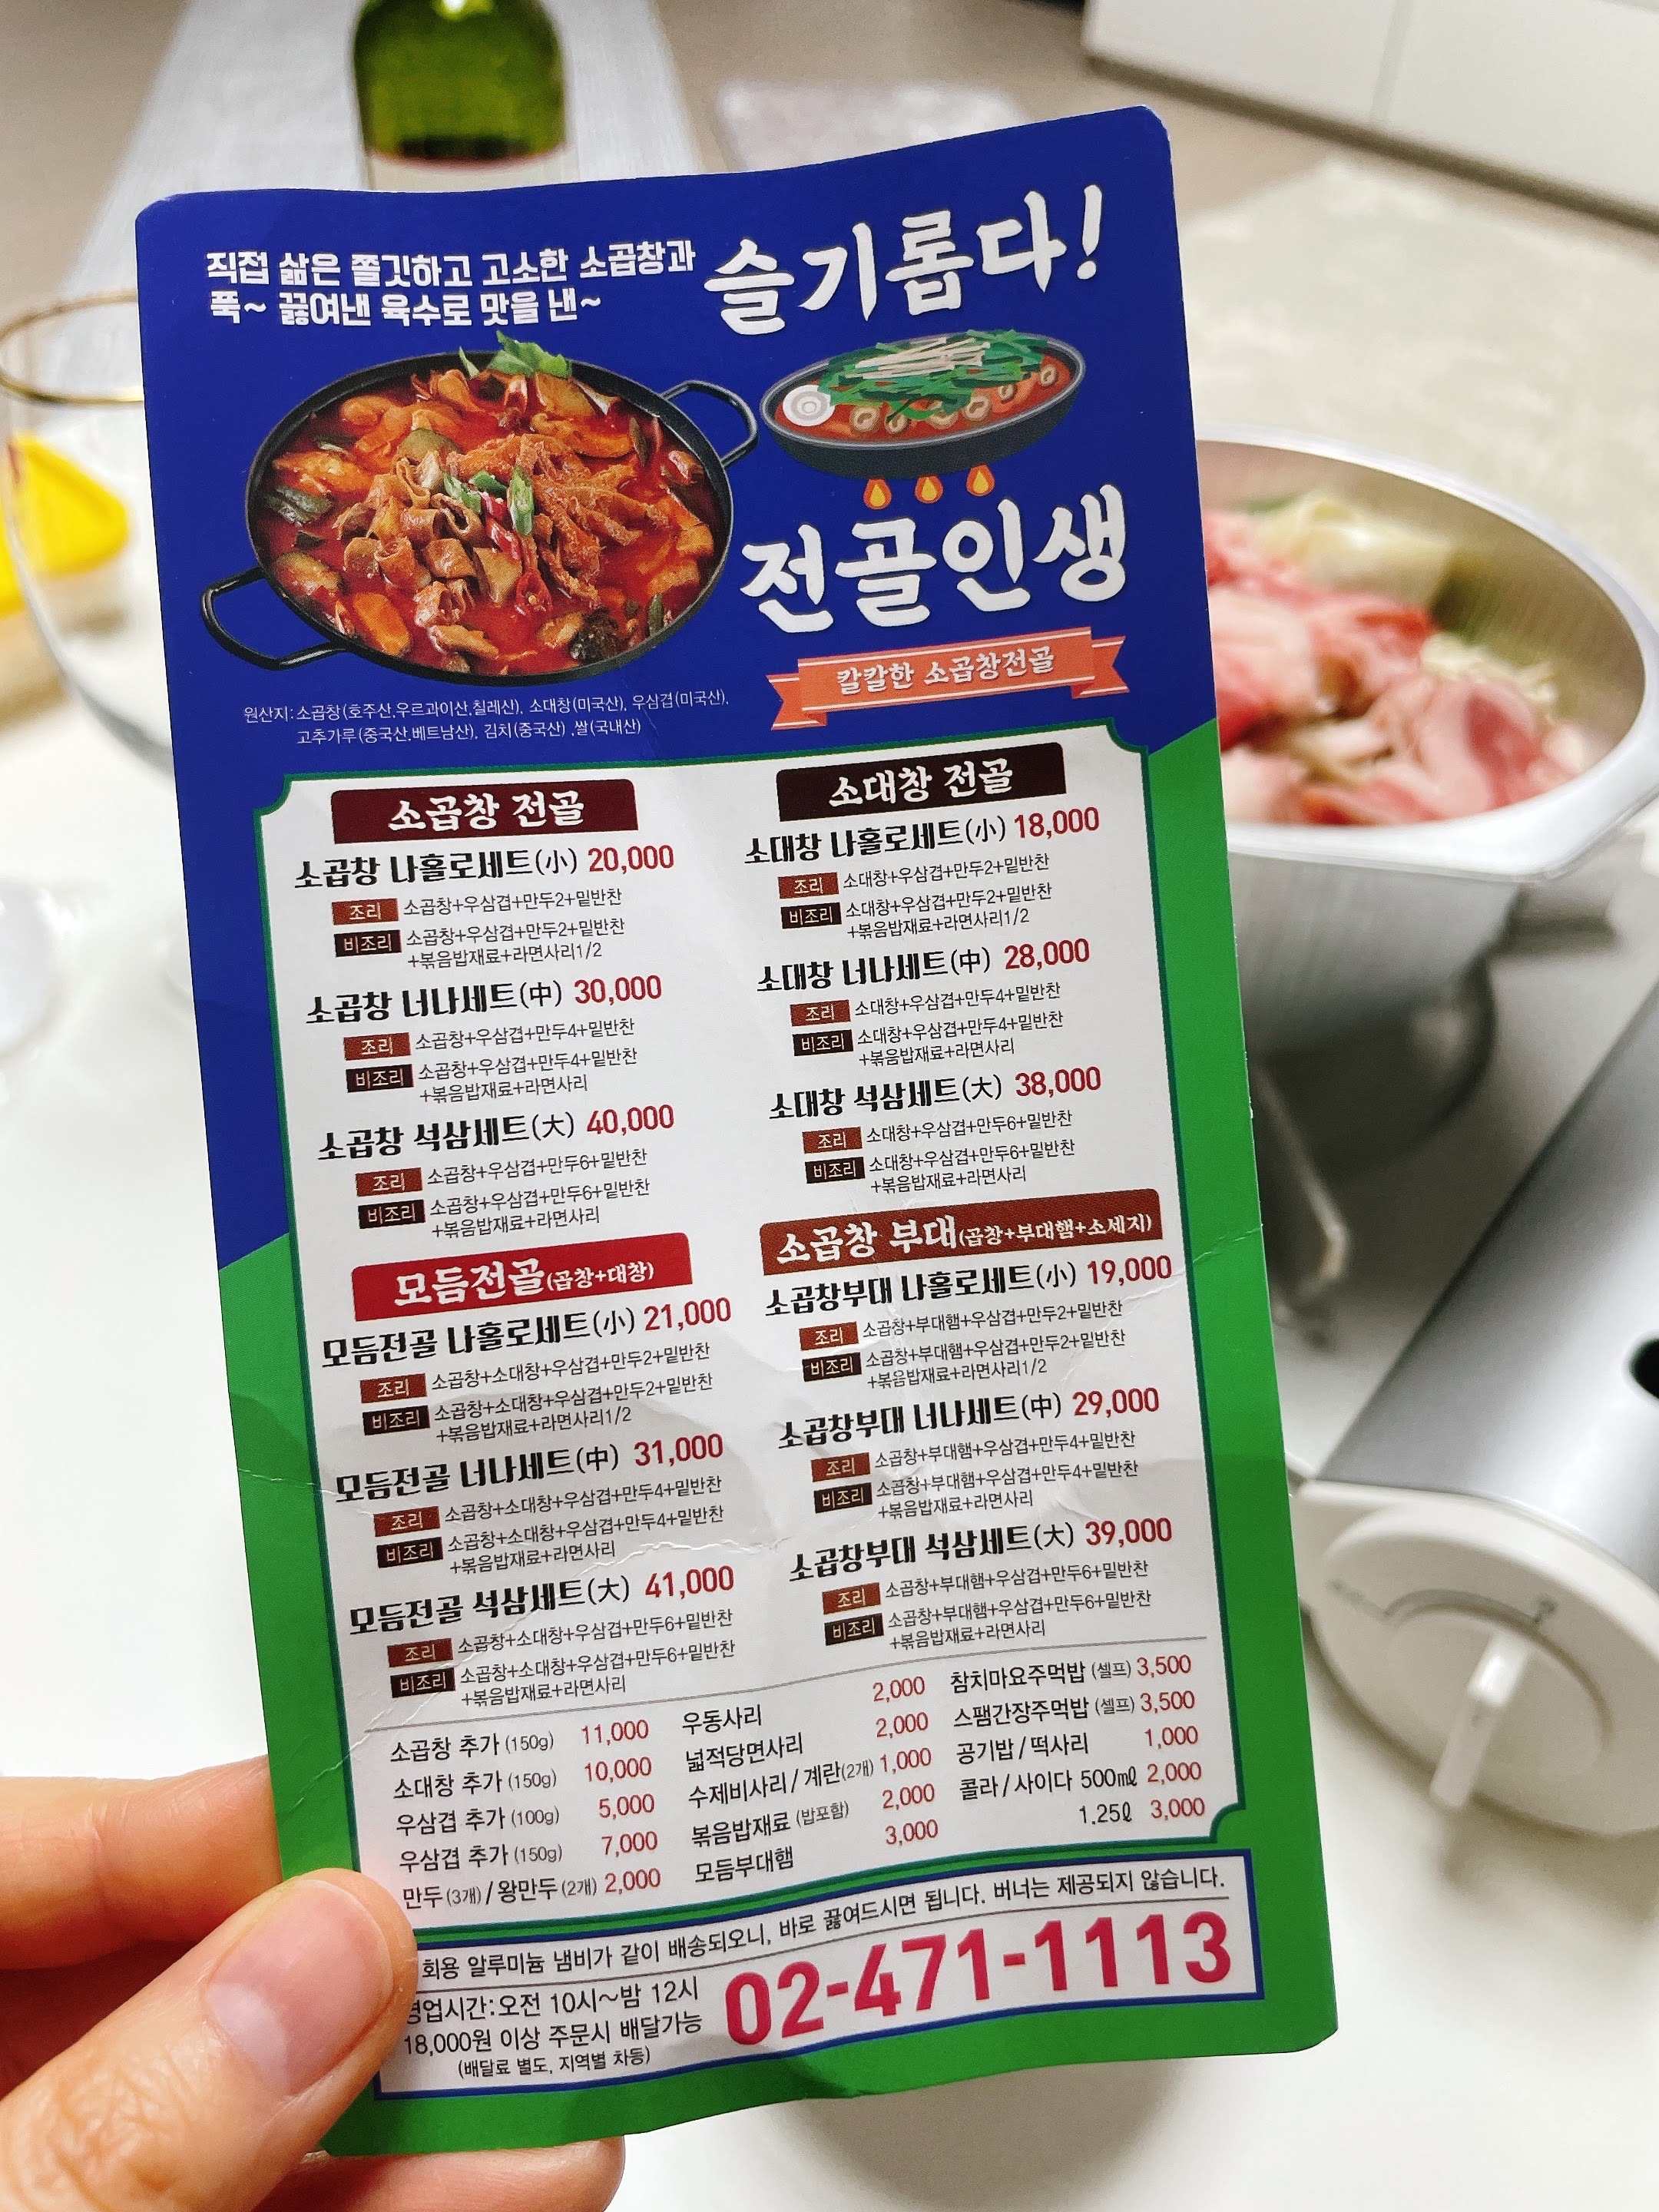 직접 삶은 쫄깃하고 고소한 소곱창과
푹~ 끓여낸 육수로 맛을 낸~
슬기롭다!
전골인생
칼칼한 소곱창전골
원산지: 소곱창(호주산,우르과이산,칠레산), 소대창(미국산), 우삼겹(미국산),
고추가루(중국산,베트남산), 김치(중국산) ,쌀(국내산)
소곱창 전골
소곱창 나홀로세트(小) 20,000
조리 소곱창+우삼겹+만두2+밑반찬
비조리 소곱창+우삼겹+만두2+밑반찬
+볶음밥재료+라면사리1/2
소곱창 너나세트(中) 30,000
조리 소곱창+우삼겹+만두4+밑반찬
비조리 소곱창+우삼겹+만두4+밑반찬
+볶음밥재료+라면사리
소곱창 석삼세트(大) 40,000
조리 소곱창+우삼겹+만두6+밑반찬
비조리 소곱창+우삼겹+만두6+밑반찬
+볶음밥재료+라면사리
모듬전골(곱창+대창)
모듬전골 나홀로세트(小) 21,000
조리 소곱창+소대창+우삼겹+만두2+밑반찬
비조리 소곱창+소대창+우삼겹+만두2+밑반찬
+볶음밥재료+라면사리1/2
모듬전골 너나세트(中) 31,000
조리 소곱창+소대창+우삼겹+만두4+밑반찬
비조리 소곱창+소대창+우삼겹+만두4+밑반찬
+볶음밥재료+라면사리
모듬전골 석삼세트(大) 41,000
조리 소곱창+소대창+우삼겹+만두6+밑반찬
비조리 소곱창+소대창+우삼겹+만두6+밑반찬
+볶음밥재료+라면사리
소대창 전골
소대창 나홀로세트(小) 18,000
조리 소대창+우삼겹+만두2+밑반찬
비조리 소대창+우삼겹+만두2+밑반찬
+볶음밥재료+라면사리1/2
소대창 너나세트(中) 28,000
조리 소대창+우삼겹+만두4+밑반찬
비조리 소대창+우삼겹+만두4+밑반찬
+볶음밥재료+라면사리
소대창 석삼세트(大) 38,000
조리 소대창+우삼겹+만두6+밑반찬
비조리 소대창+우삼겹+만두6+밑반찬
+볶음밥재료+라면사리
소곱창 부대(곱창+부대햄+소세지)
소곱창부대 나홀로세트(小) 19,000
조리 소곱창+부대햄+우삼겹+만두2+밑반찬
비조리 소곱창+부대햄+우삼겹+만두2+밑반찬
+볶음밥재료+라면사리1/2
소곱창부대 너나세트(中) 29,000
조리 소곱창+부대햄+우삼겹+만두4+밑반찬
비조리 소곱창+부대햄+우삼겹+만두4+밑반찬
+볶음밥재료+라면사리
소곱창부대 석삼세트(大) 39,000
조리 소곱창+부대햄+우삼겹+만두6+밑반찬
비조리 소곱창+부대햄+우삼겹+만두6+밑반찬
+볶음밥재료+라면사리
소곱창 추가 (150g) 11,000
소대창 추가 (150g) 10,000
우삼겹 추가 (100g) 5,000
우삼겹 추가 (150g) 7,000
만두(3개)/왕만두(2개) 2,000
우동사리 2,000
넓적당면사리 2,000
수제비사리/계란(2개) 1,000
볶음밥재료 (밥포함) 2,000
모듬부대햄 3,000
참치마요주먹밥 (셀프) 3,500
스팸간장주먹밥 (셀프) 3,500
공기밥/떡사리 1,000
콜라/사이다 500㎖ 2,000
1.25ℓ 3,000
회용 알루미늄 냄비가 같이 배송되오니, 바로 끓여드시면 됩니다. 버너는 제공되지 않습니다.
영업시간:오전 10시~밤 12시
18,000원 이상 주문시 배달가능
(배달료 별도, 지역별 차등)
02-471-1113